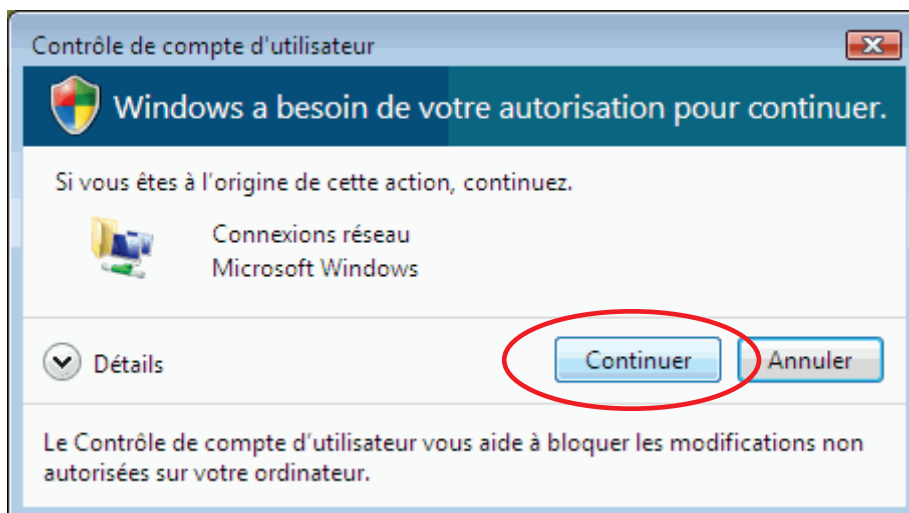 Contrôle de compte d'utilisateur
Windows a besoin de votre autorisation pour continuer.
Si vous êtes à l'origine de cette action, continuez.
Connexions réseau
Microsoft Windows
Détails
Continuer
Annuler
Le Contrôle de compte d'utilisateur vous aide à bloquer les modifications non
autorisées sur votre ordinateur.